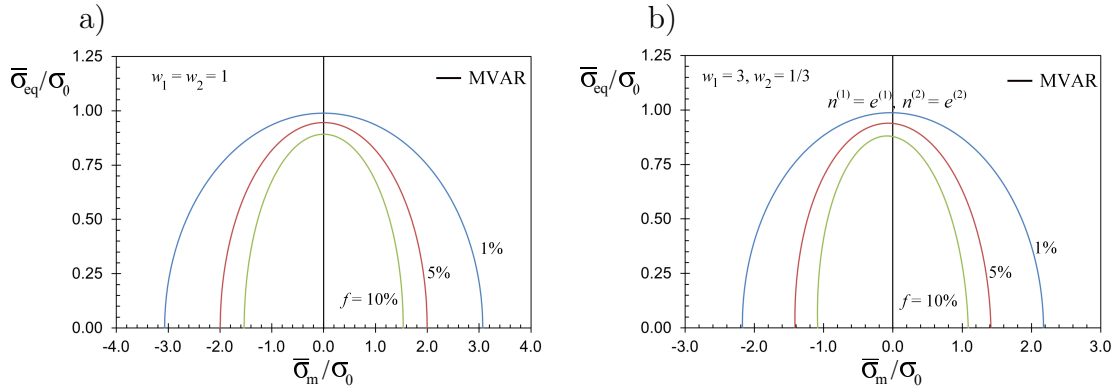 a)
σ̅eq/σ0
1.25
1.00
0.75
0.50
0.25
0.00
w1 = w2 = 1
MVAR
1%
5%
f = 10%
-4.0 -3.0 -2.0 -1.0 0.0 1.0 2.0 3.0 4.0
σ̅m/σ0
b)
σ̅eq/σ0
1.25
1.00
0.75
0.50
0.25
0.00
w1 = 3, w2 = 1/3
MVAR
n(1) = e(1), n(2) = e(2)
1%
5%
f = 10%
-3.0 -2.0 -1.0 0.0 1.0 2.0 3.0
σ̅m/σ0